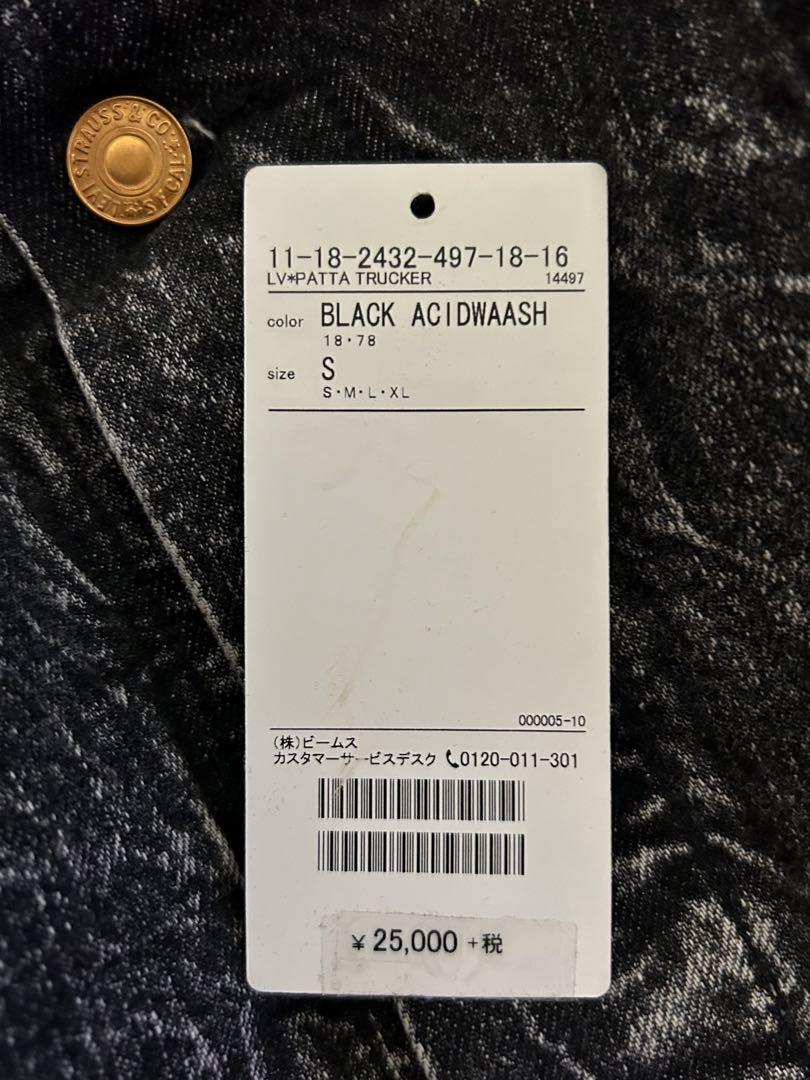 LEVI STRAUSS & CO. S.F. CAL.
11-18-2432-497-18-16
LV*PATTA TRUCKER 14497
color BLACK ACIDWAASH
18・78
size S
S・M・L・XL
000005-10
(株)ビームス
カスタマーサービスデスク 0120-011-301
¥ 25,000 +税